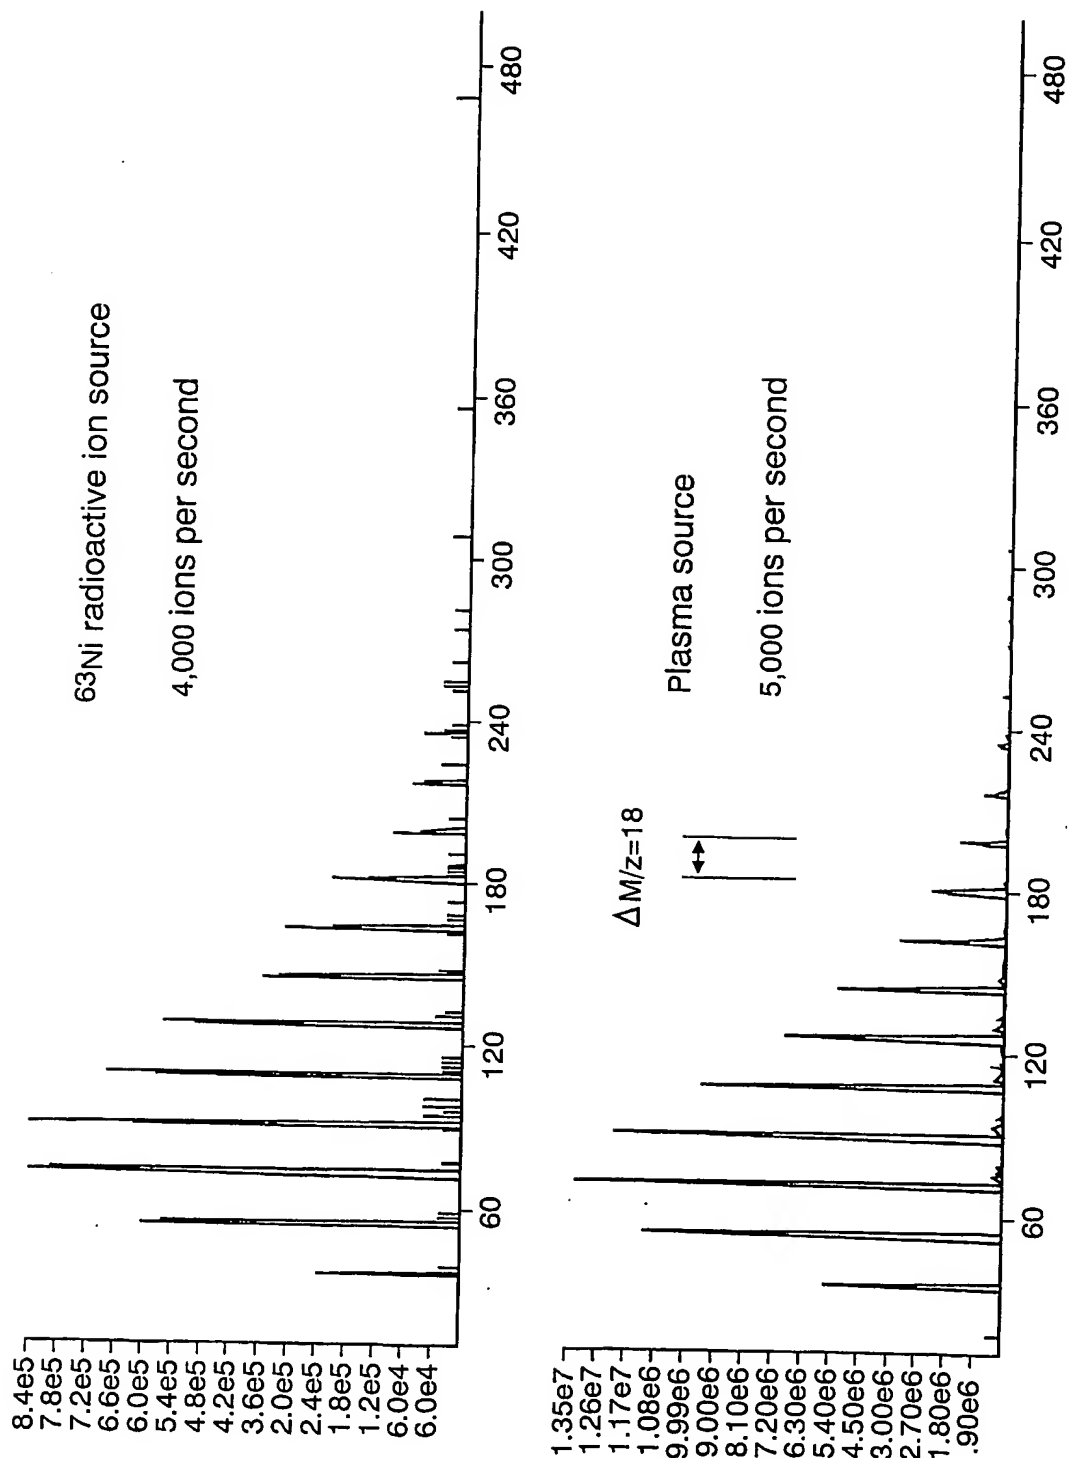 8.4e5
7.8e5
7.2e5
6.6e5
6.0e5
5.4e5
4.8e5
4.2e5
3.6e5
2.0e5
2.4e5
1.8e5
1.2e5
6.0e4
6.0e4
63Ni radioactive ion source
4,000 ions per second
60
120
180
240
300
360
420
480
1.35e7
1.26e7
1.17e7
1.08e6
9.99e6
9.00e6
8.10e6
7.20e6
6.30e6
5.40e6
4.50e6
3.00e6
2.70e6
1.80e6
.90e6
ΔM/z=18
Plasma source
5,000 ions per second
60
120
180
240
300
360
420
480